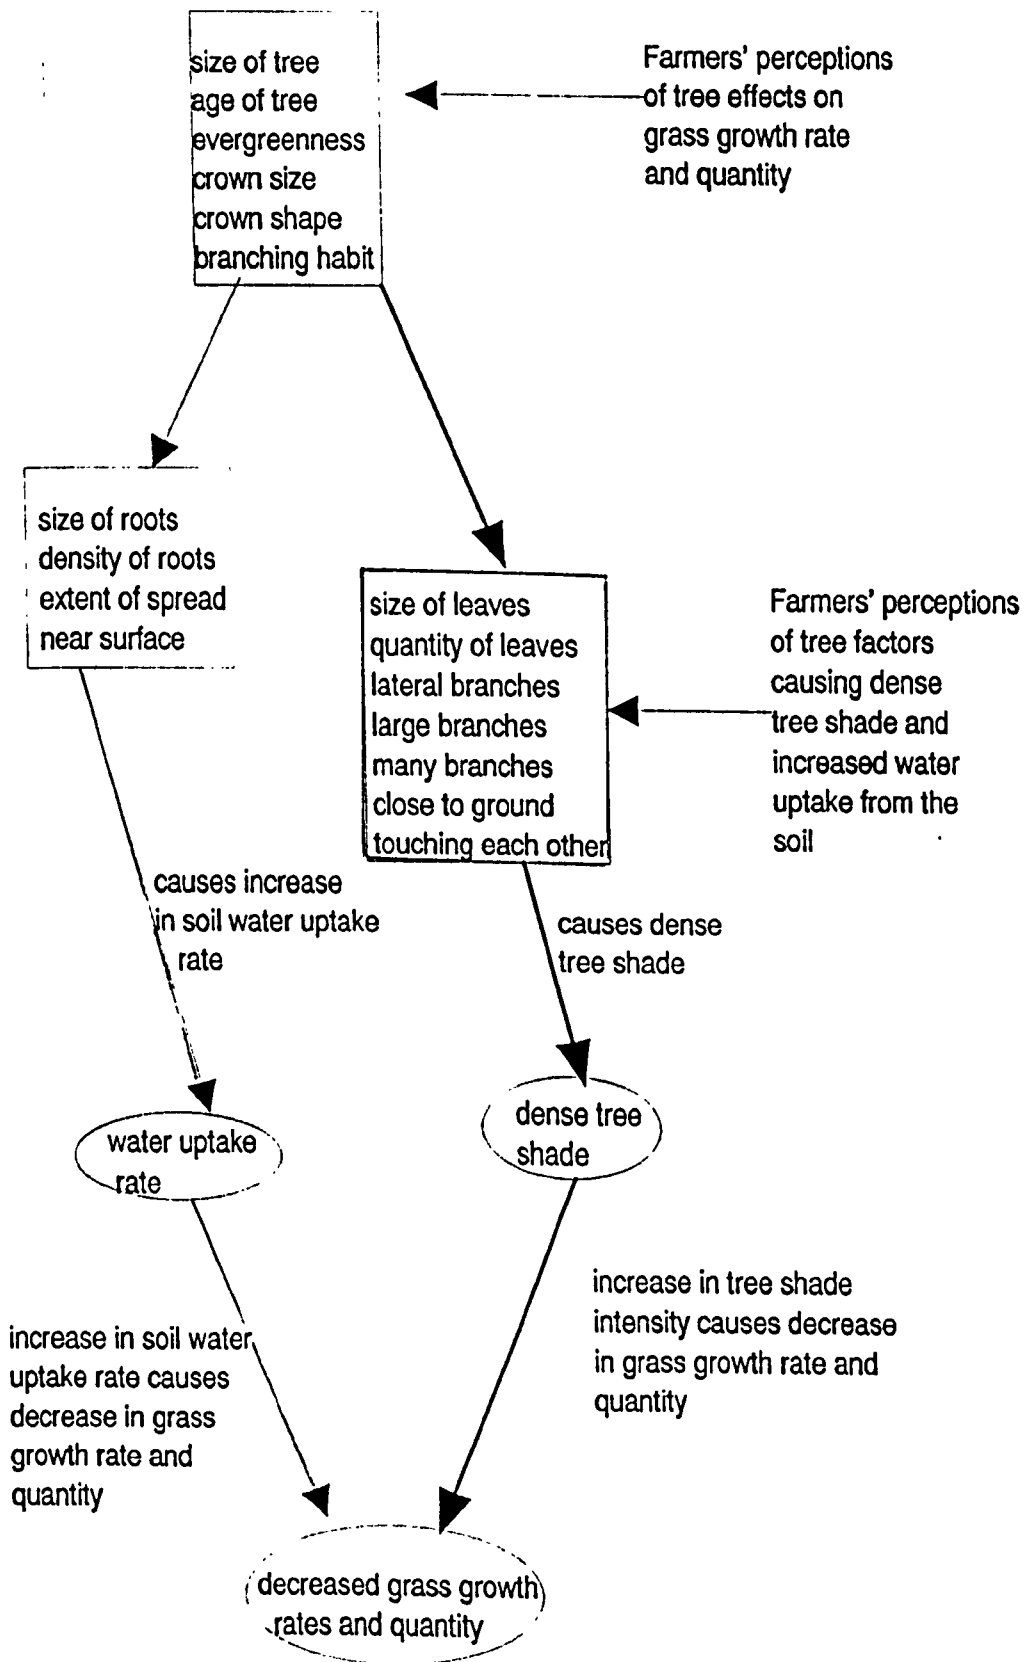 size of tree
age of tree
evergreenness
crown size
crown shape
branching habit
Farmers' perceptions
of tree effects on
grass growth rate
and quantity
size of roots
density of roots
extent of spread
near surface
size of leaves
quantity of leaves
lateral branches
large branches
many branches
close to ground
touching each other
Farmers' perceptions
of tree factors
causing dense
tree shade and
increased water
uptake from the
soil
causes increase
in soil water uptake
rate
causes dense
tree shade
water uptake
rate
dense tree
shade
increase in soil water
uptake rate causes
decrease in grass
growth rate and
quantity
increase in tree shade
intensity causes decrease
in grass growth rate and
quantity
decreased grass growth
rates and quantity